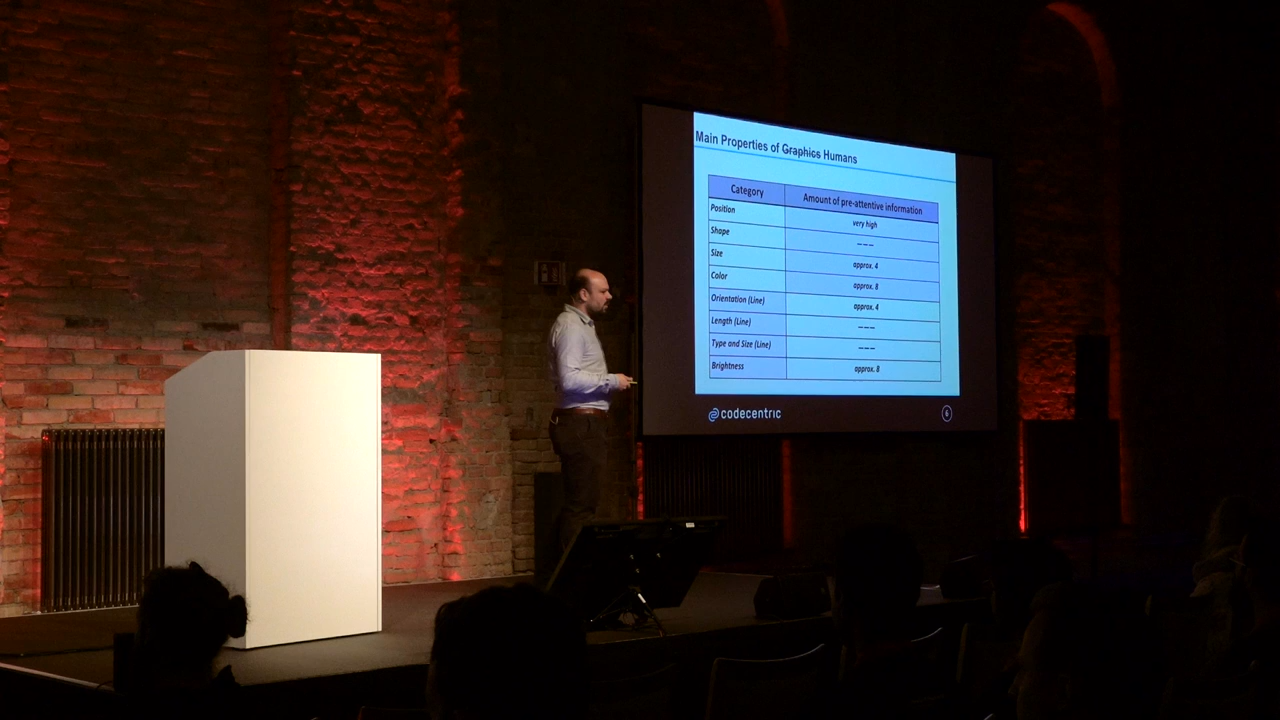 Main Properties of Graphics Humans
Category Amount of pre-attentive information
Position very high
Shape ---
Size approx. 4
Color approx. 8
Orientation (Line) approx. 4
Length (Line) ---
Type and Size (Line) ---
Brightness approx. 8
codecentric 6